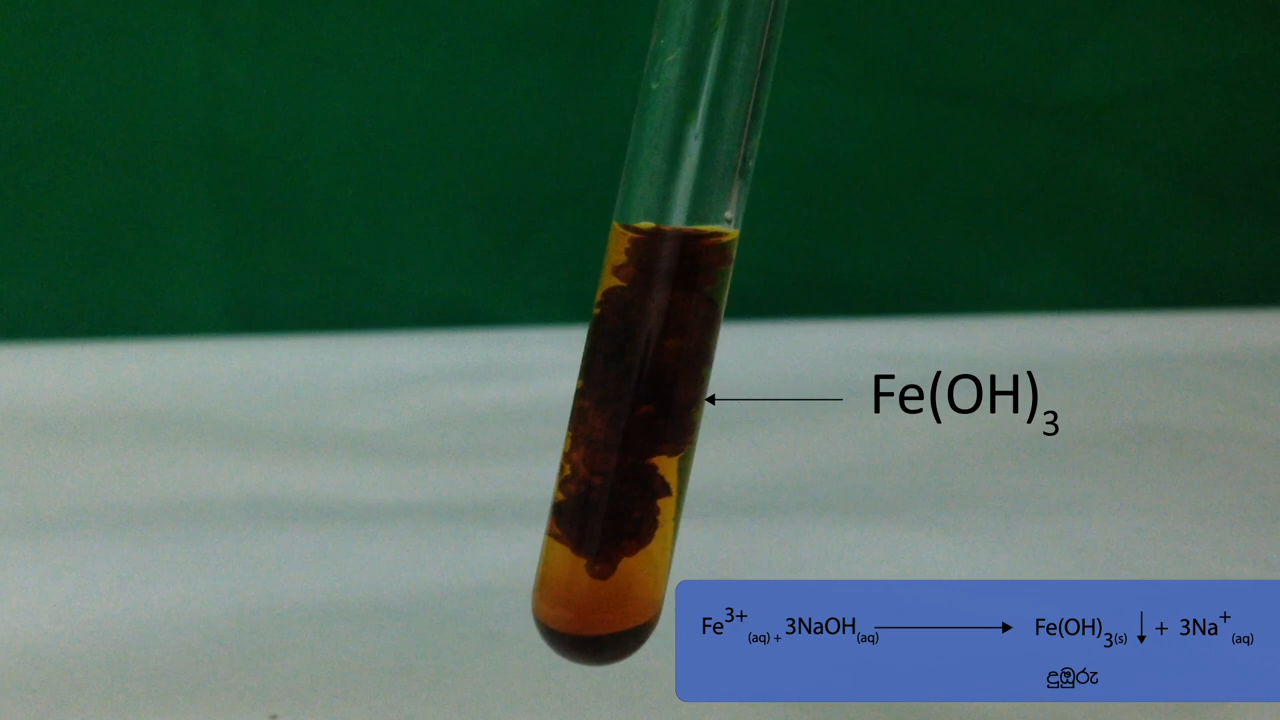 Fe(OH)₃
Fe³⁺(aq) + 3NaOH(aq) ⟶ Fe(OH)₃(s) ↓ + 3Na⁺(aq)
දුඹුරු